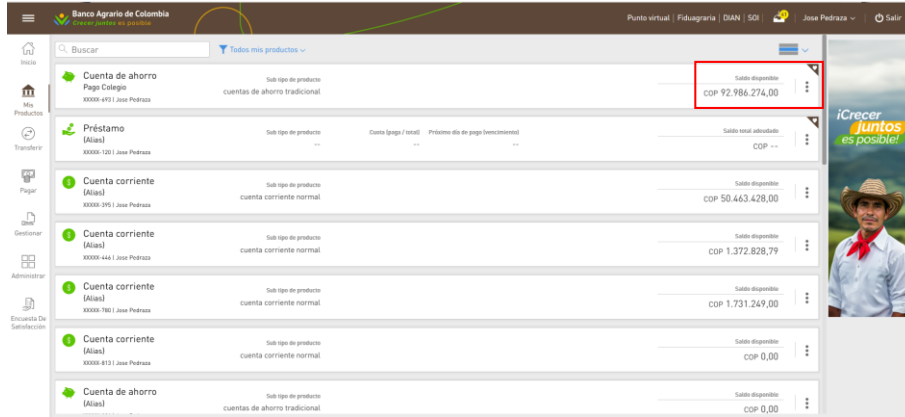 Banco Agrario de Colombia
Crecer juntos es posible
Punto virtual | Fiduagraria | DIAN | SOI |
Jose Pedraza
Salir
Inicio
Mis
Productos
Transferir
Pagar
Gestionar
Administrar
Encuesta De
Satisfacción
Buscar
Todos mis productos
Cuenta de ahorro
Pago Colegio
XXXXX-693 | Jose Pedraza
Sub tipo de producto
cuentas de ahorro tradicional
Saldo disponible
COP 92.986.274,00
Préstamo
(Alias)
XXXXX-120 | Jose Pedraza
Sub tipo de producto
--
Cuota (paga / total)
--
Próximo día de pago (vencimiento)
--
Saldo total adeudado
COP --
Cuenta corriente
(Alias)
XXXXX-395 | Jose Pedraza
Sub tipo de producto
cuenta corriente normal
Saldo disponible
COP 50.463.428,00
Cuenta corriente
(Alias)
XXXXX-446 | Jose Pedraza
Sub tipo de producto
cuenta corriente normal
Saldo disponible
COP 1.372.828,79
Cuenta corriente
(Alias)
XXXXX-780 | Jose Pedraza
Sub tipo de producto
cuenta corriente normal
Saldo disponible
COP 1.731.249,00
Cuenta corriente
(Alias)
XXXXX-813 | Jose Pedraza
Sub tipo de producto
cuenta corriente normal
Saldo disponible
COP 0,00
Cuenta de ahorro
(Alias)
Sub tipo de producto
cuentas de ahorro tradicional
Saldo disponible
COP 0,00
¡Crecer
juntos
es posible!